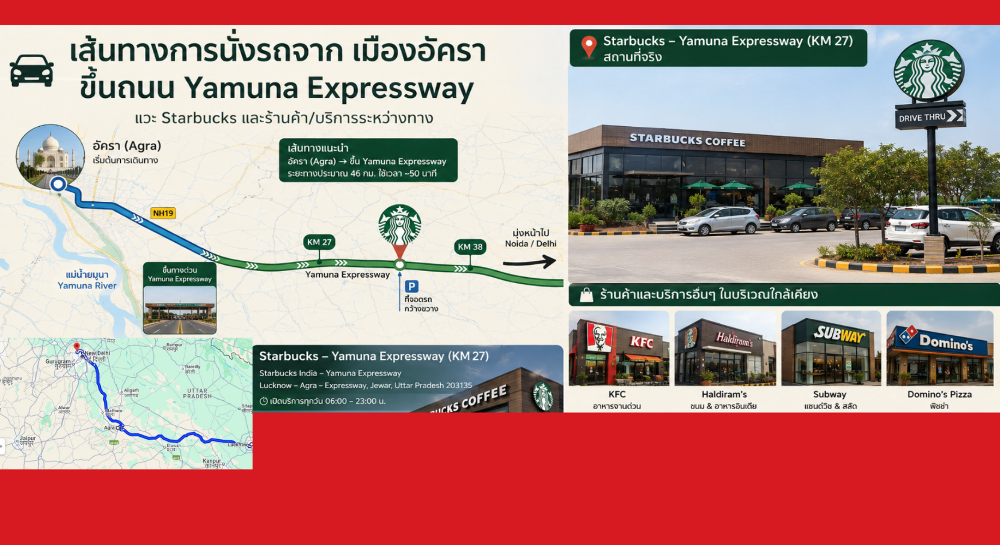 เส้นทางการนั่งรถจาก เมืองอัครา
ขึ้นถนน Yamuna Expressway
แวะ Starbucks และร้านค้า/บริการระหว่างทาง
อัครา (Agra)
เริ่มต้นการเดินทาง
เส้นทางแนะนำ
อัครา (Agra) → ขึ้น Yamuna Expressway
ระยะทางประมาณ 46 กม. ใช้เวลา ~50 นาที
NH19
KM 27
KM 38
มุ่งหน้าไป
Noida / Delhi
Yamuna Expressway
แม่น้ำยมูนา
Yamuna River
ขึ้นทางด่วน
Yamuna Expressway
P
ที่จอดรถ
กว้างขวาง
New Delhi
नई दिल्ली
Gurugram
गुरुग्राम
Rampur
रामपुर
Bareilly
बरेली
Aligarh
अलीगढ़
UTTAR
PRADESH
Alwar
अलवर
Mathura
मथुरा
Agra
Jaipur
जयपुर
Etawah
इटावा
Lucknow
Kanpur
कानपुर
Starbucks – Yamuna Expressway (KM 27)
Starbucks India – Yamuna Expressway
Lucknow – Agra – Expressway, Jewar, Uttar Pradesh 203135
เปิดบริการทุกวัน 06:00 – 23:00 น.
UCKS COFFEE
Starbucks – Yamuna Expressway (KM 27)
สถานที่จริง
STARBUCKS COFFEE
DRIVE THRU
ร้านค้าและบริการอื่นๆ ในบริเวณใกล้เคียง
KFC
Haldiram's
SUBWAY
Domino's
KFC
อาหารจานด่วน
Haldiram's
ขนม & อาหารอินเดีย
Subway
แซนด์วิช & สลัด
Domino's Pizza
พิซซ่า